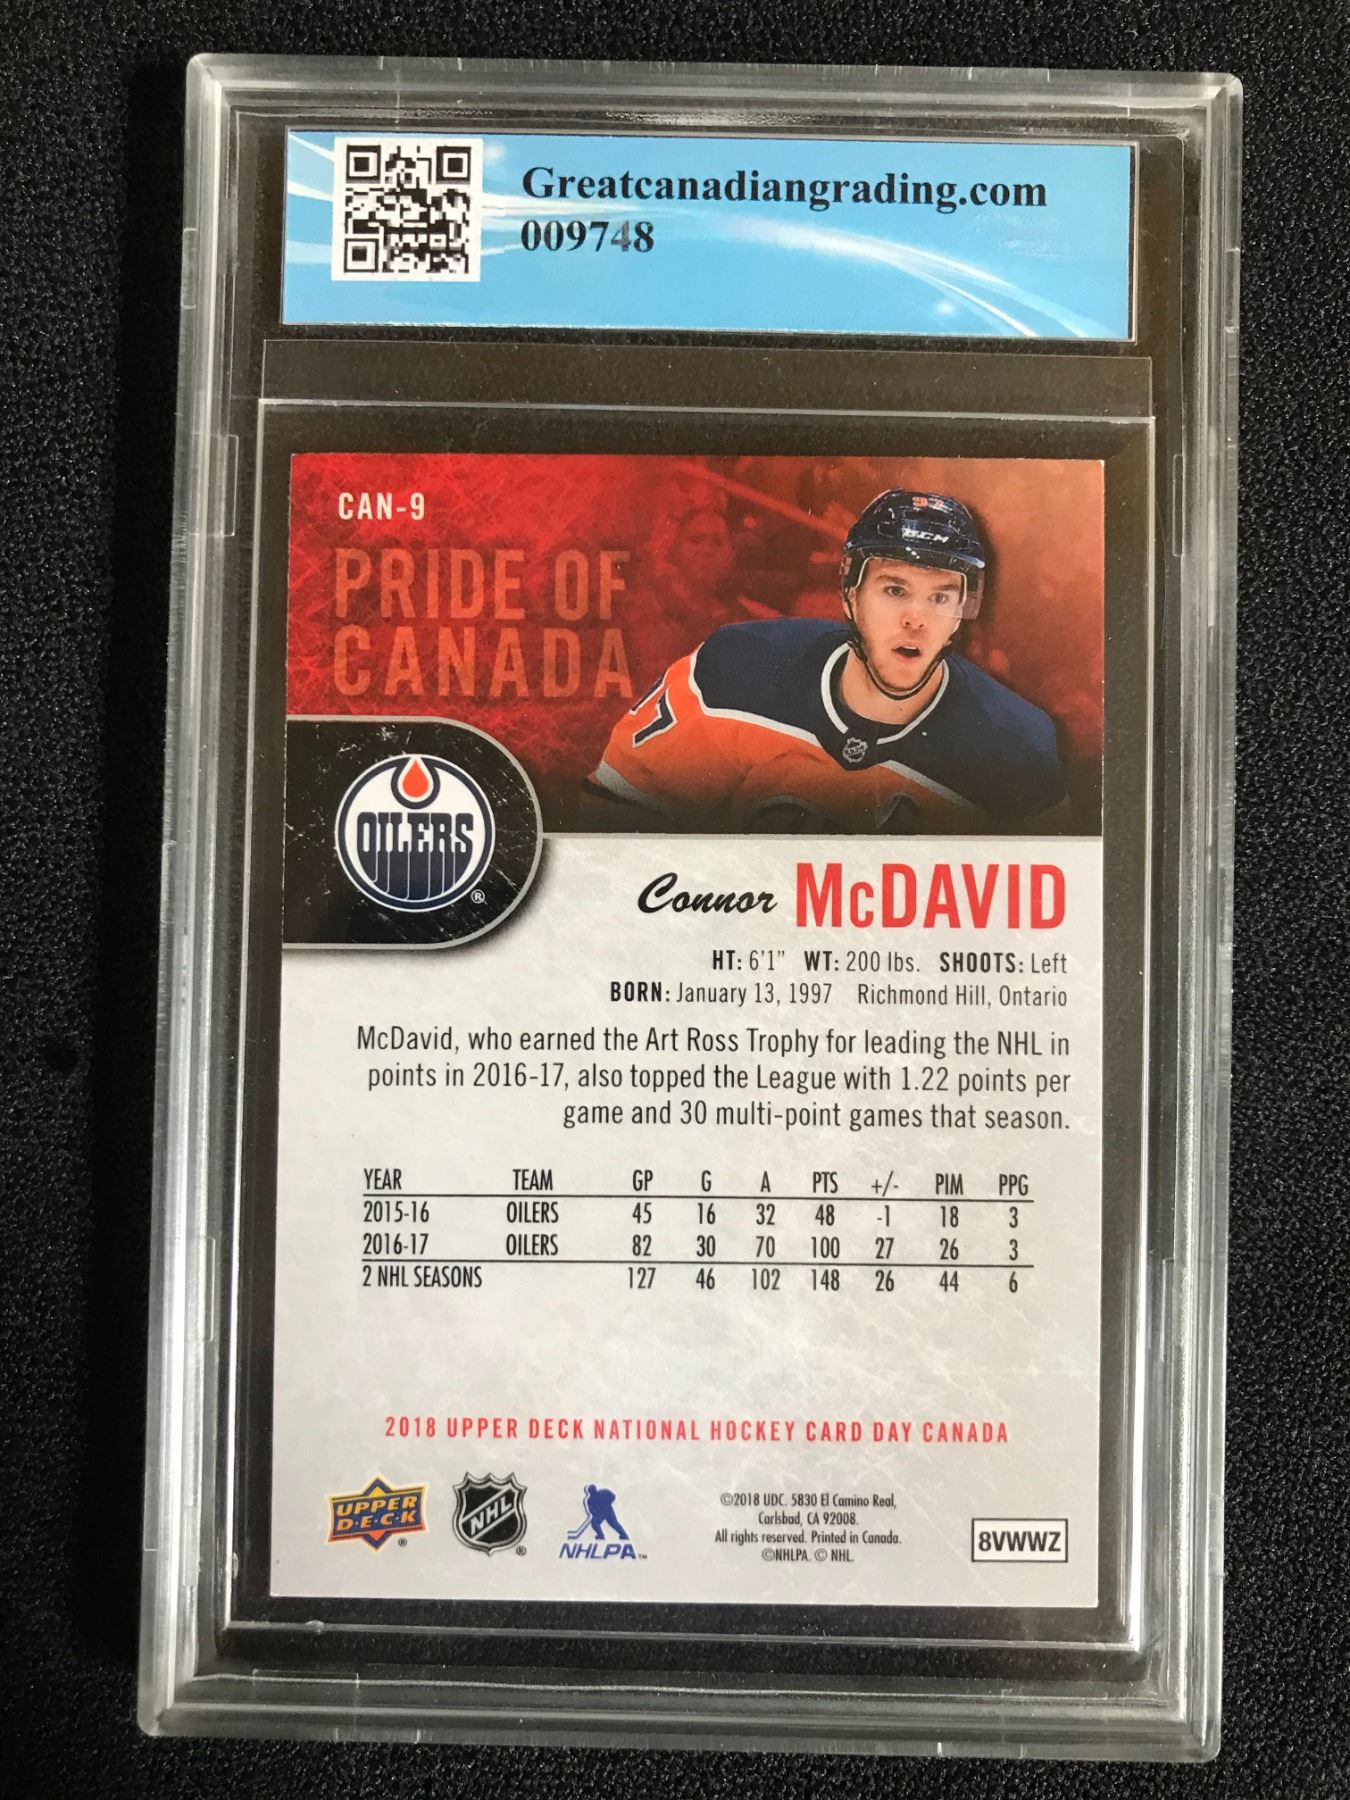 Greatcanadiangrading.com
009748
CAN-9
PRIDE OF
CANADA
97
CCM
97
OILERS
®
Connor McDAVID
HT: 6'1" WT: 200 lbs. SHOOTS: Left
BORN: January 13, 1997 Richmond Hill, Ontario
McDavid, who earned the Art Ross Trophy for leading the NHL in
points in 2016-17, also topped the League with 1.22 points per
game and 30 multi-point games that season.
YEAR TEAM GP G A PTS +/- PIM PPG
2015-16 OILERS 45 16 32 48 -1 18 3
2016-17 OILERS 82 30 70 100 27 26 3
2 NHL SEASONS 127 46 102 148 26 44 6
2018 UPPER DECK NATIONAL HOCKEY CARD DAY CANADA
UPPER
D·E·C·K
®
NHL
®
NHLPA™
©2018 UDC. 5830 El Camino Real,
Carlsbad, CA 92008.
All rights reserved. Printed in Canada.
©NHLPA. © NHL.
8VWWZ